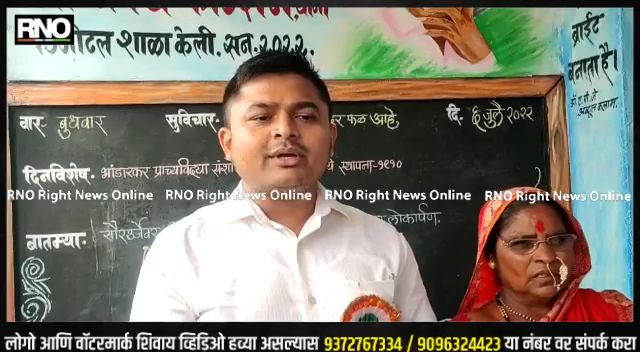 RNO
डिजीटल शाळा केली. सन.२०२२.
ब्राईट
बनाता है।
वार बुधवार सुविचार- फळ आहे. दि. ६ जुलै २०२२
दिनविशेष- भांडारकर प्राच्यविद्या स्थापना-१९१०
RNO Right News Online RNO Right News Online RNO Right News Online RNO Right News Online
बातम्या- लोकार्पण.
लोगो आणि वॉटरमार्क शिवाय व्हिडिओ हव्या असल्यास 9372767334 / 9096324423 या नंबर वर संपर्क करा